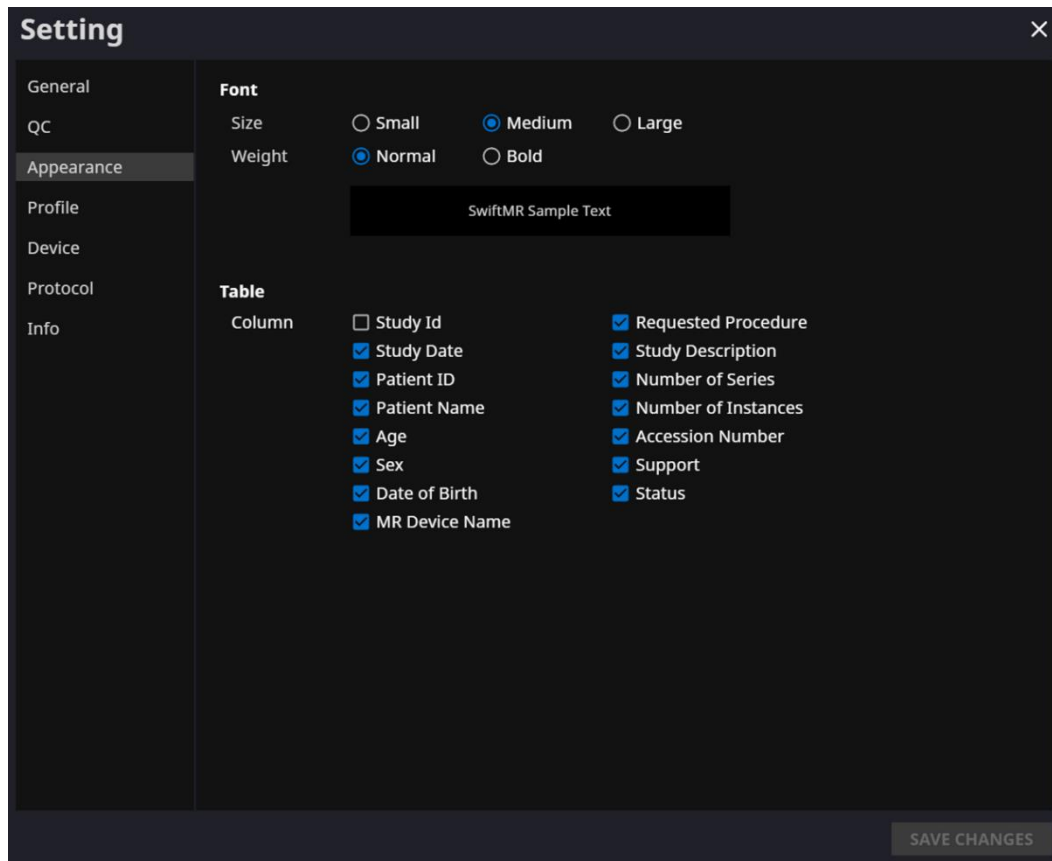 Setting
General
QC
Appearance
Profile
Device
Protocol
Info
Font
Size Small Medium Large
Weight Normal Bold
SwiftMR Sample Text
Table
Column
Study Id
Study Date
Patient ID
Patient Name
Age
Sex
Date of Birth
MR Device Name
Requested Procedure
Study Description
Number of Series
Number of Instances
Accession Number
Support
Status
SAVE CHANGES